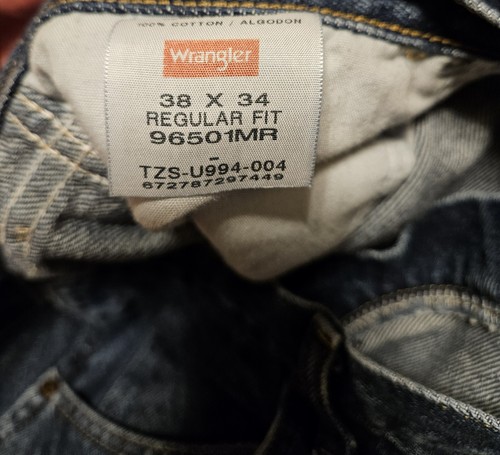 100% COTTON / ALGODON
Wrangler
38 X 34
REGULAR FIT
96501MR
-
TZS-U994-004
672787297449